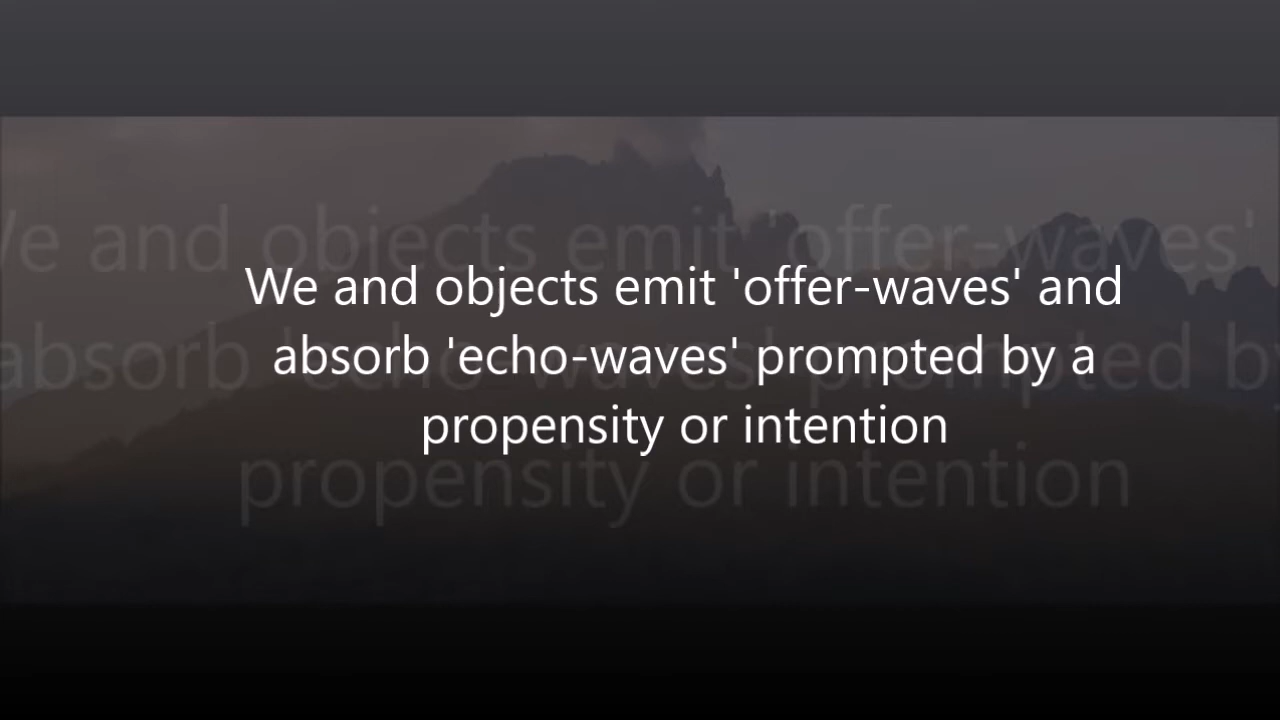 We and objects emit 'offer-waves' and
absorb 'echo-waves' prompted by a
propensity or intention